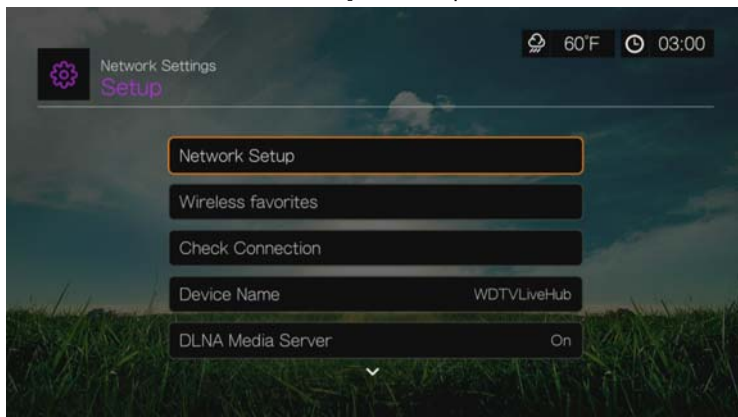 60°F 03:00
Network Settings
Setup
Network Setup
Wireless favorites
Check Connection
Device Name WDTVLiveHub
DLNA Media Server On